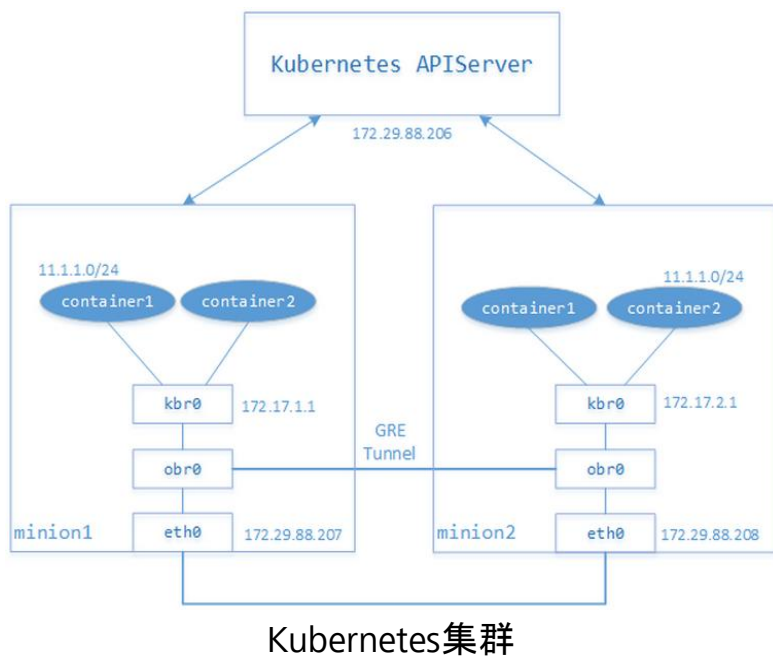 Kubernetes APIServer
172.29.88.206
11.1.1.0/24
container1
container2
kbr0
172.17.1.1
obr0
minion1
eth0
172.29.88.207
GRE
Tunnel
11.1.1.0/24
container1
container2
kbr0
172.17.2.1
obr0
minion2
eth0
172.29.88.208
Kubernetes集群